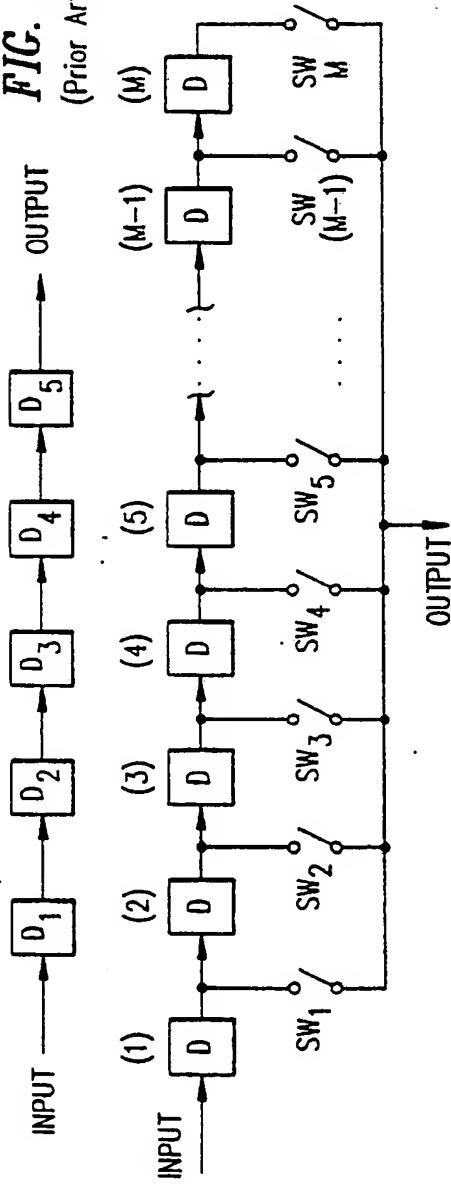 FIG.
(Prior Ar
INPUT
D1
D2
D3
D4
D5
OUTPUT
(1)
(2)
(3)
(4)
(5)
(M-1)
(M)
INPUT
D
D
D
D
D
D
D
SW1
SW2
SW3
SW4
SW5
SW (M-1)
SW M
OUTPUT